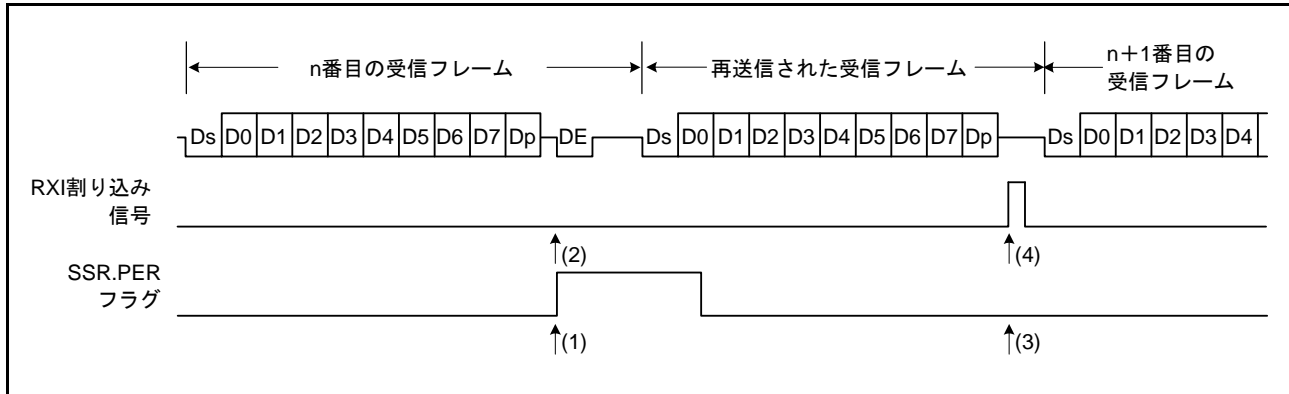 n番目の受信フレーム
再送信された受信フレーム
n＋1番目の
受信フレーム
Ds D0 D1 D2 D3 D4 D5 D6 D7 Dp DE Ds D0 D1 D2 D3 D4 D5 D6 D7 Dp Ds D0 D1 D2 D3 D4
RXI割り込み
信号
(2) (4)
SSR.PER
フラグ
(1) (3)